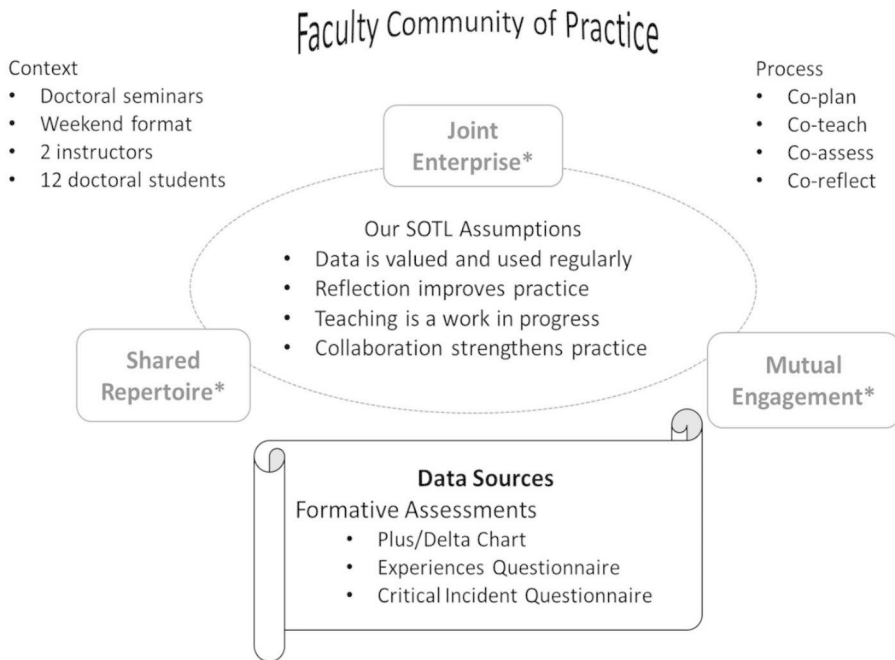 Faculty Community of Practice
Context
• Doctoral seminars
• Weekend format
• 2 instructors
• 12 doctoral students
Process
• Co-plan
• Co-teach
• Co-assess
• Co-reflect
Joint
Enterprise*
Our SOTL Assumptions
• Data is valued and used regularly
• Reflection improves practice
• Teaching is a work in progress
• Collaboration strengthens practice
Shared
Repertoire*
Mutual
Engagement*
Data Sources
Formative Assessments
• Plus/Delta Chart
• Experiences Questionnaire
• Critical Incident Questionnaire